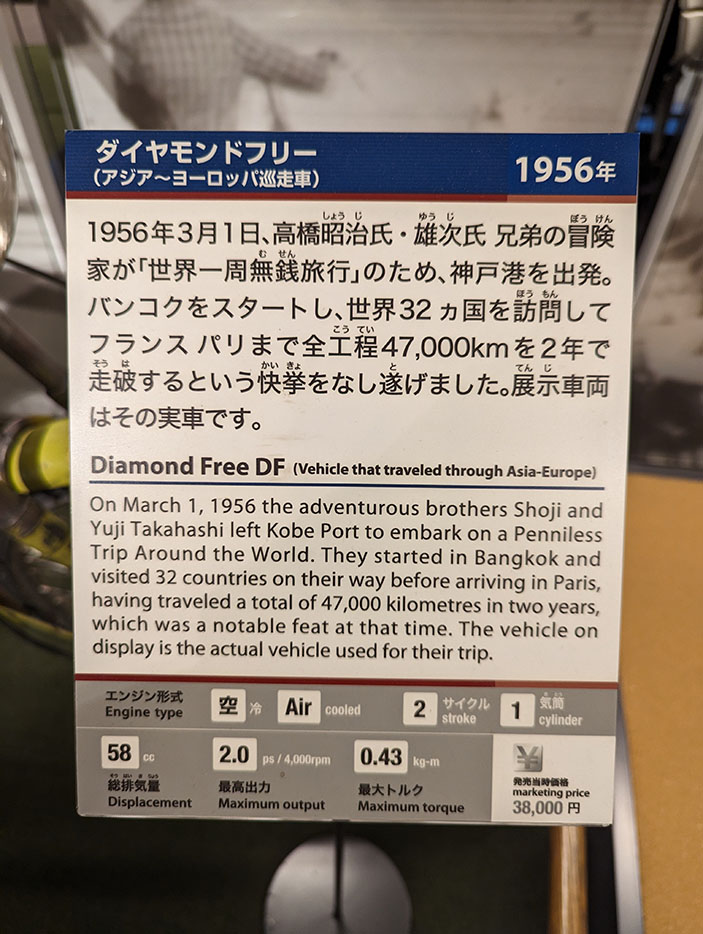 ダイヤモンドフリー
(アジア～ヨーロッパ巡走車)
1956年
1956年3月1日、高橋昭治氏・雄次氏 兄弟の冒険
家が「世界一周無銭旅行」のため、神戸港を出発。
バンコクをスタートし、世界32 ヵ国を訪問して
フランス パリまで全工程47,000kmを2年で
走破するという快挙をなし遂げました。展示車両
はその実車です。
Diamond Free DF (Vehicle that traveled through Asia-Europe)
On March 1, 1956 the adventurous brothers Shoji and
Yuji Takahashi left Kobe Port to embark on a Penniless
Trip Around the World. They started in Bangkok and
visited 32 countries on their way before arriving in Paris,
having traveled a total of 47,000 kilometres in two years,
which was a notable feat at that time. The vehicle on
display is the actual vehicle used for their trip.
エンジン形式
Engine type
空 冷
Air cooled
2 サイクル
stroke
1 気筒
cylinder
58 cc
総排気量
Displacement
2.0 ps / 4,000rpm
最高出力
Maximum output
0.43 kg-m
最大トルク
Maximum torque
¥
発売当時価格
marketing price
38,000 円